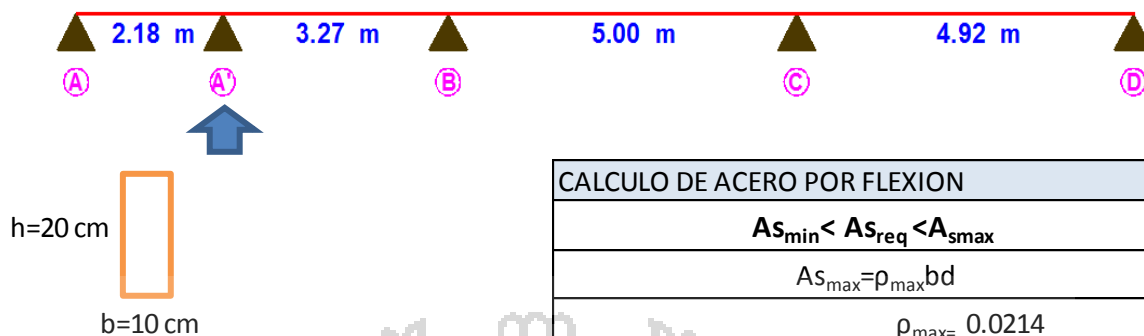 2.18 m 3.27 m 5.00 m 4.92 m
A A' B C D
h=20 cm
b=10 cm
CALCULO DE ACERO POR FLEXION
Asmin< Asreq <Asmax
Asmax=ρmaxbd
ρmax= 0.0214